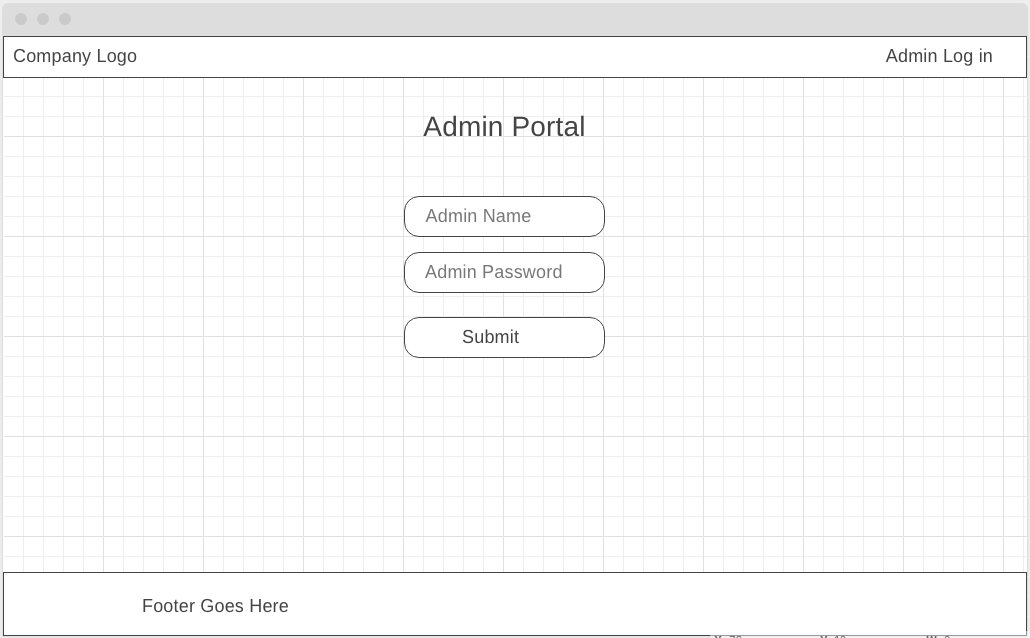 Company Logo
Admin Log in
Admin Portal
Admin Name
Admin Password
Submit
Footer Goes Here